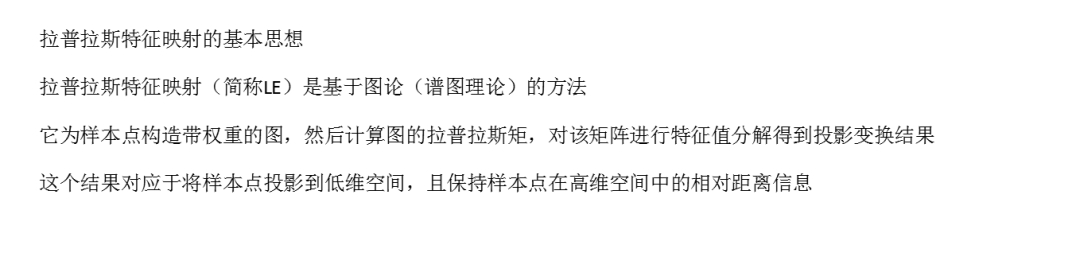 拉普拉斯特征映射的基本思想
拉普拉斯特征映射（简称LE）是基于图论（谱图理论）的方法
它为样本点构造带权重的图，然后计算图的拉普拉斯矩，对该矩阵进行特征值分解得到投影变换结果
这个结果对应于将样本点投影到低维空间，且保持样本点在高维空间中的相对距离信息